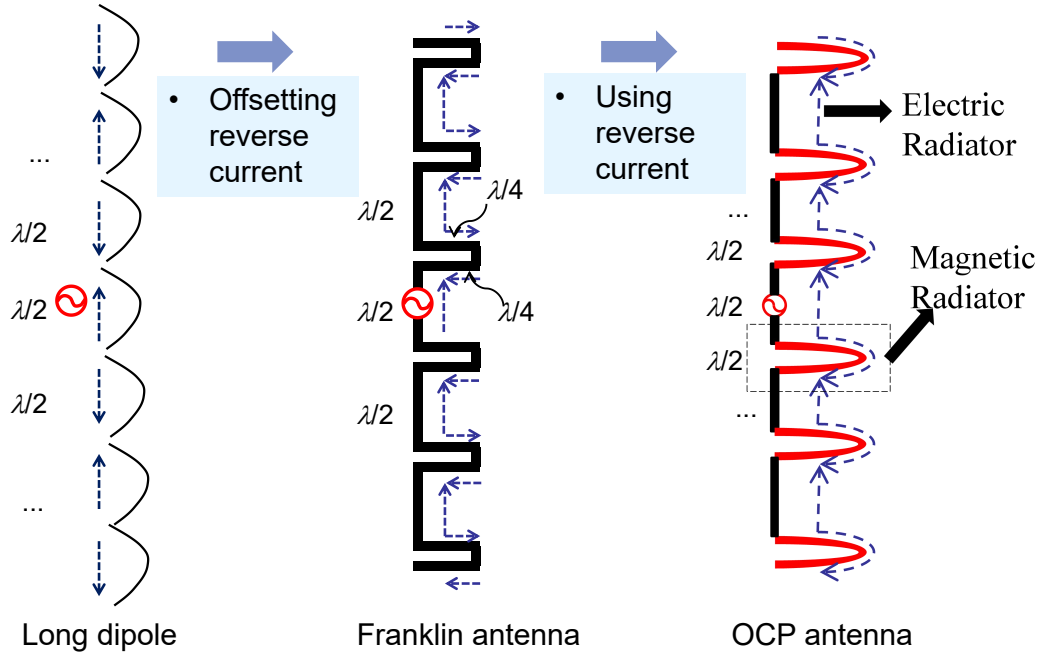 • Offsetting
reverse
current
• Using
reverse
current
Electric
Radiator
Magnetic
Radiator
...
λ/2
λ/2
λ/2
...
λ/2
λ/4
λ/2
λ/4
λ/2
...
λ/2
λ/2
λ/2
...
Long dipole
Franklin antenna
OCP antenna